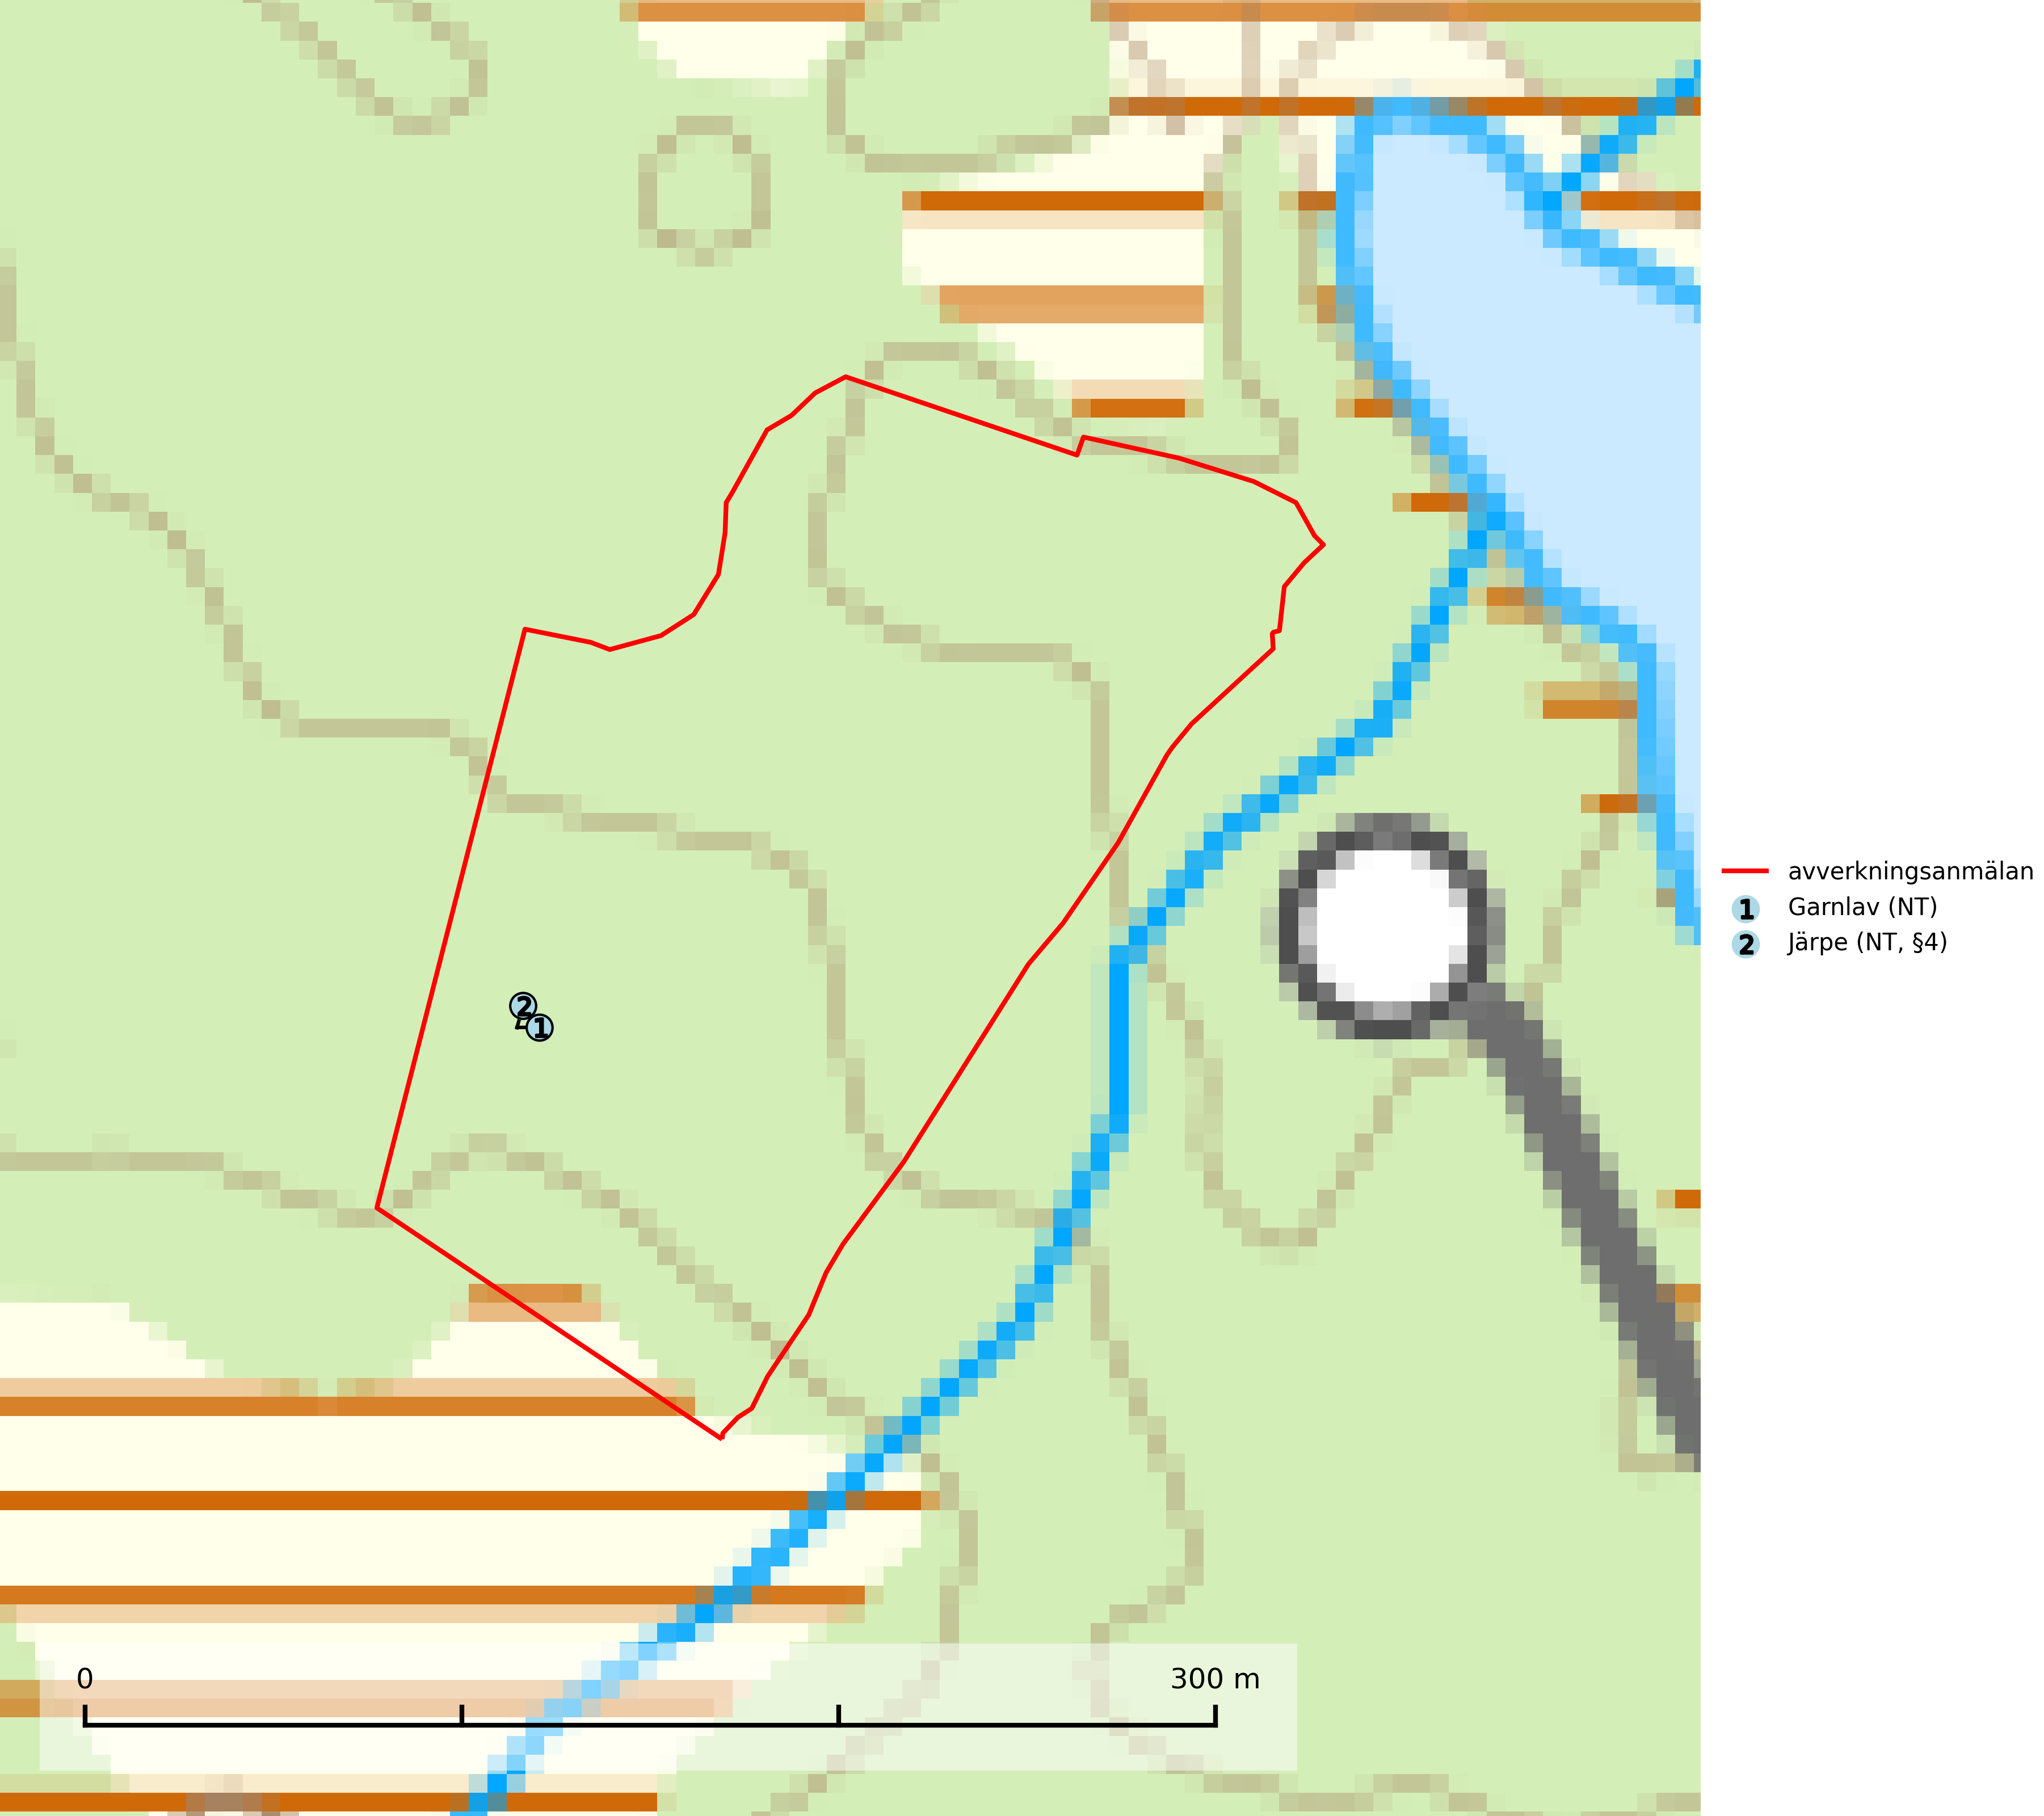 avverkningsanmälan
1 Garnlav (NT)
2 Järpe (NT, §4)
2
1
0 300 m